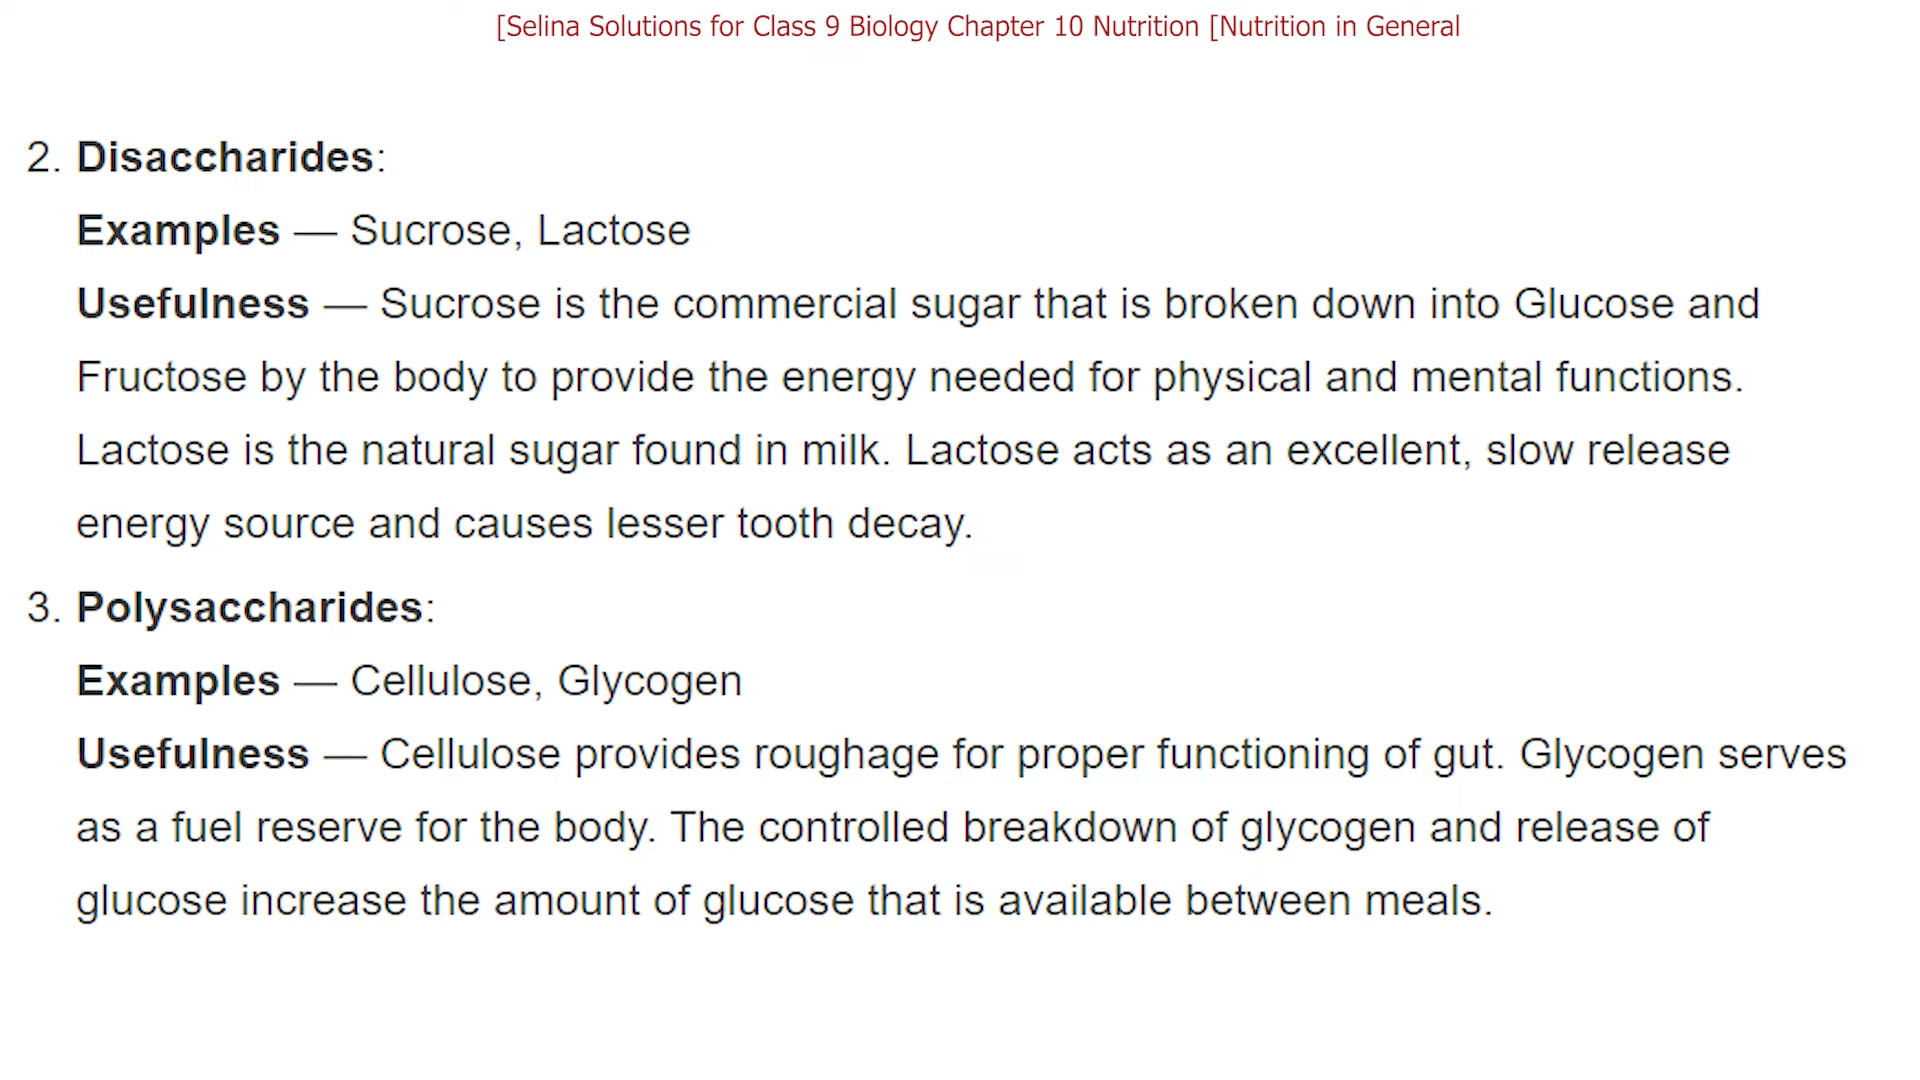 [Selina Solutions for Class 9 Biology Chapter 10 Nutrition [Nutrition in General
2. Disaccharides:
Examples — Sucrose, Lactose
Usefulness — Sucrose is the commercial sugar that is broken down into Glucose and
Fructose by the body to provide the energy needed for physical and mental functions.
Lactose is the natural sugar found in milk. Lactose acts as an excellent, slow release
energy source and causes lesser tooth decay.
3. Polysaccharides:
Examples — Cellulose, Glycogen
Usefulness — Cellulose provides roughage for proper functioning of gut. Glycogen serves
as a fuel reserve for the body. The controlled breakdown of glycogen and release of
glucose increase the amount of glucose that is available between meals.